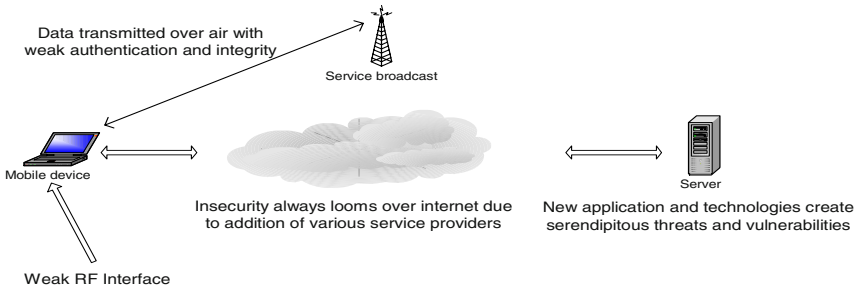 Data transmitted over air with
weak authentication and integrity
Service broadcast
Mobile device
Server
Insecurity always looms over internet due
to addition of various service providers
New application and technologies create
serendipitous threats and vulnerabilities
Weak RF Interface